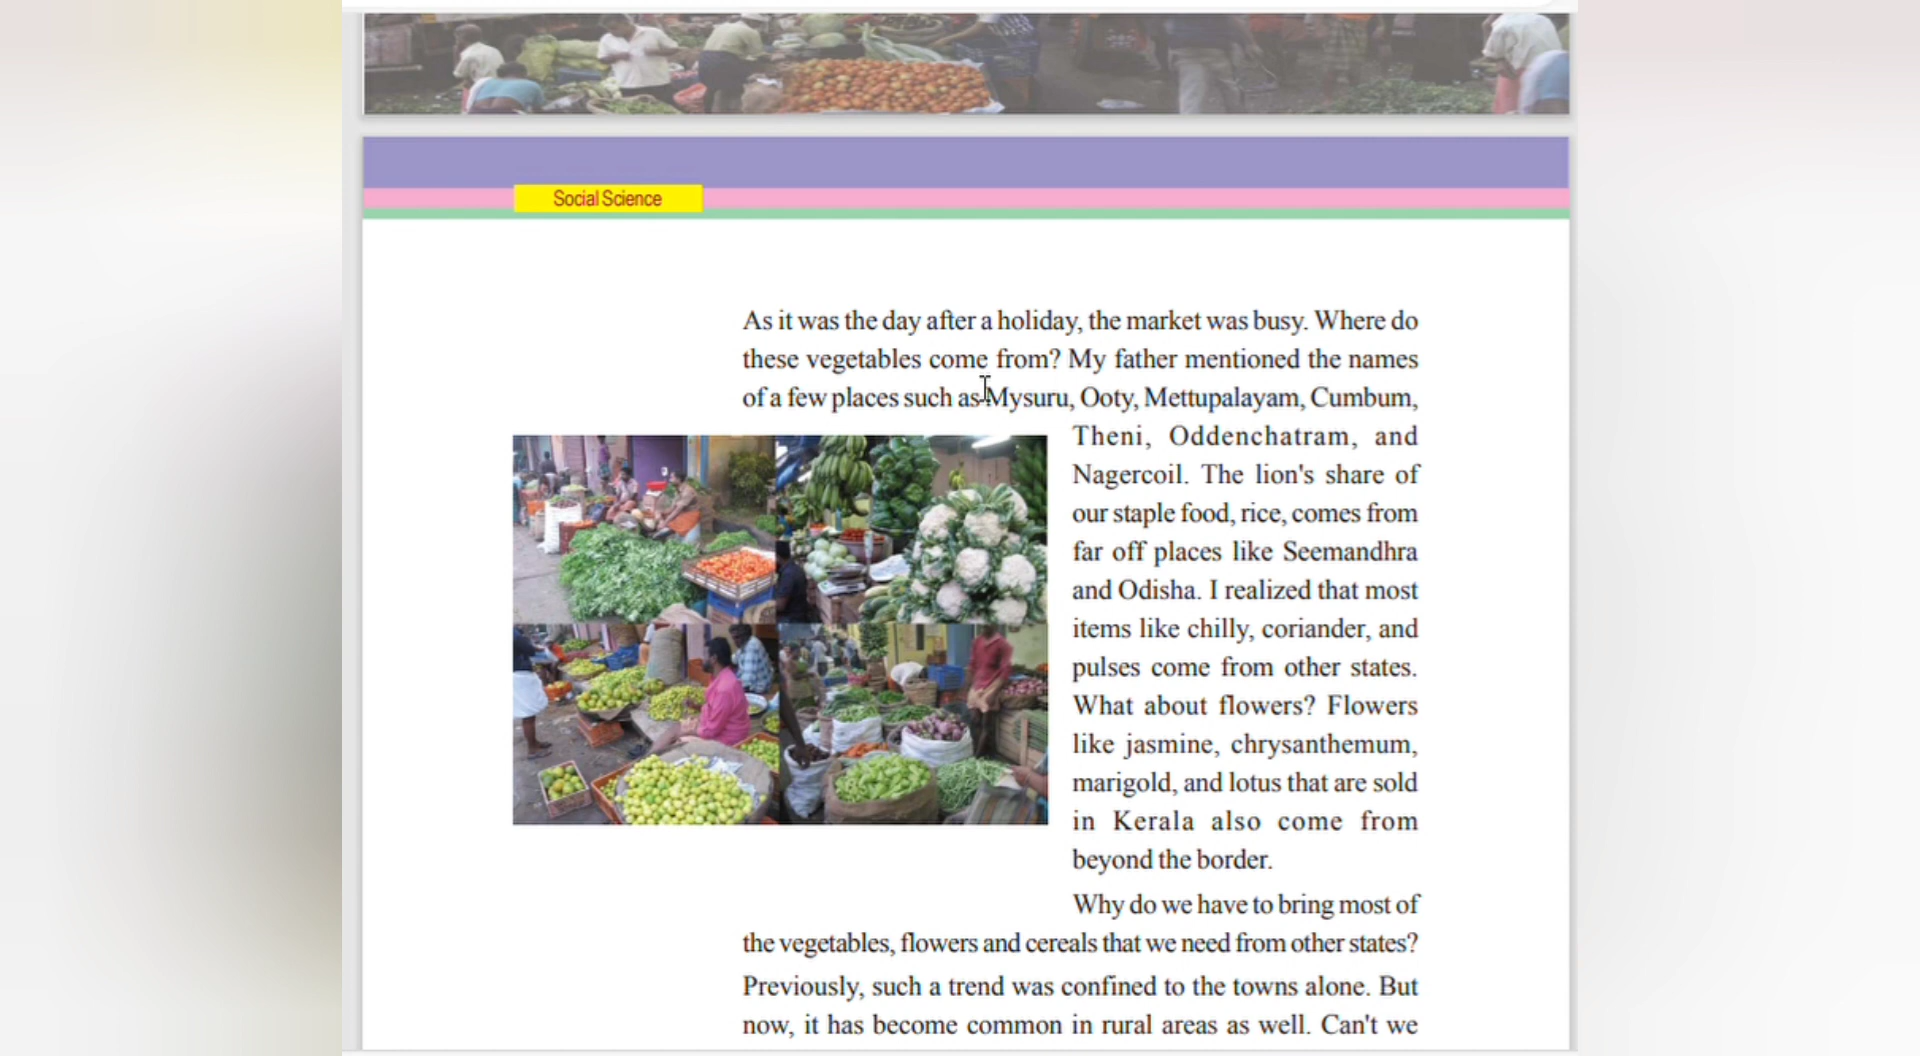 Social Science
As it was the day after a holiday, the market was busy. Where do
these vegetables come from? My father mentioned the names
of a few places such as Mysuru, Ooty, Mettupalayam, Cumbum,
Theni, Oddenchatram, and
Nagercoil. The lion's share of
our staple food, rice, comes from
far off places like Seemandhra
and Odisha. I realized that most
items like chilly, coriander, and
pulses come from other states.
What about flowers? Flowers
like jasmine, chrysanthemum,
marigold, and lotus that are sold
in Kerala also come from
beyond the border.
Why do we have to bring most of
the vegetables, flowers and cereals that we need from other states?
Previously, such a trend was confined to the towns alone. But
now, it has become common in rural areas as well. Can't we